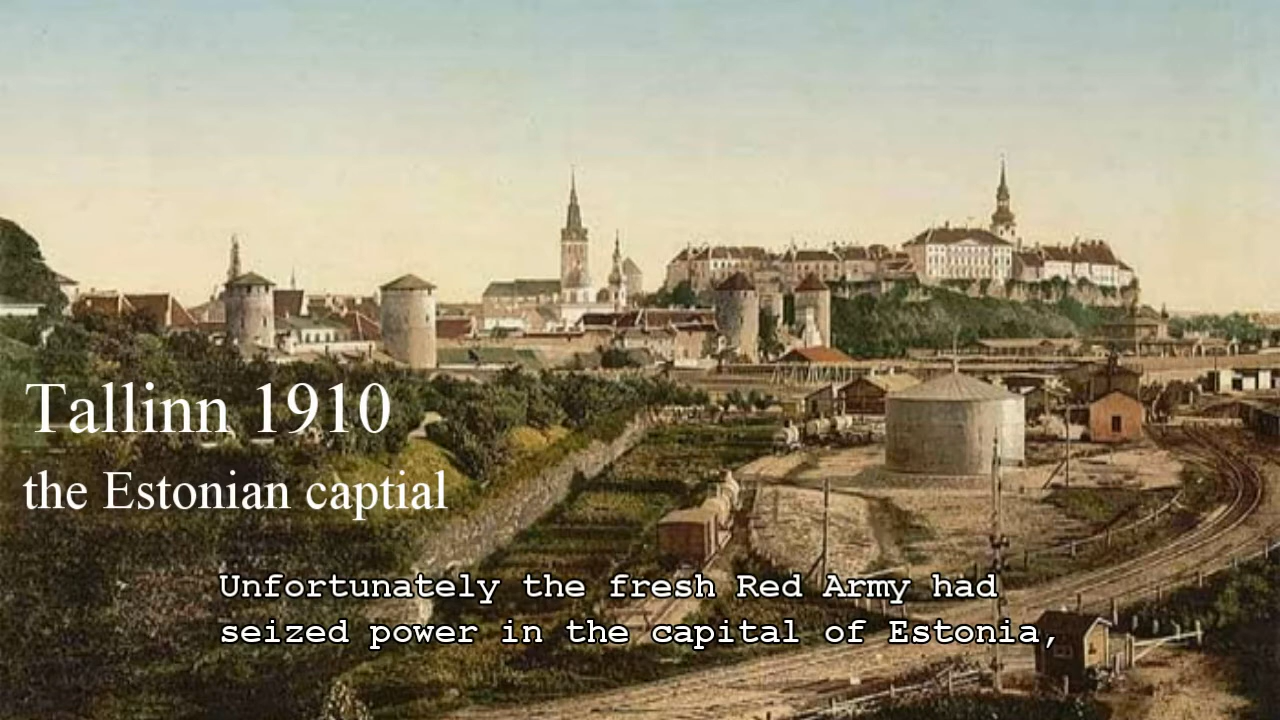 Tallinn 1910
the Estonian captial
Unfortunately the fresh Red Army had
seized power in the capital of Estonia,